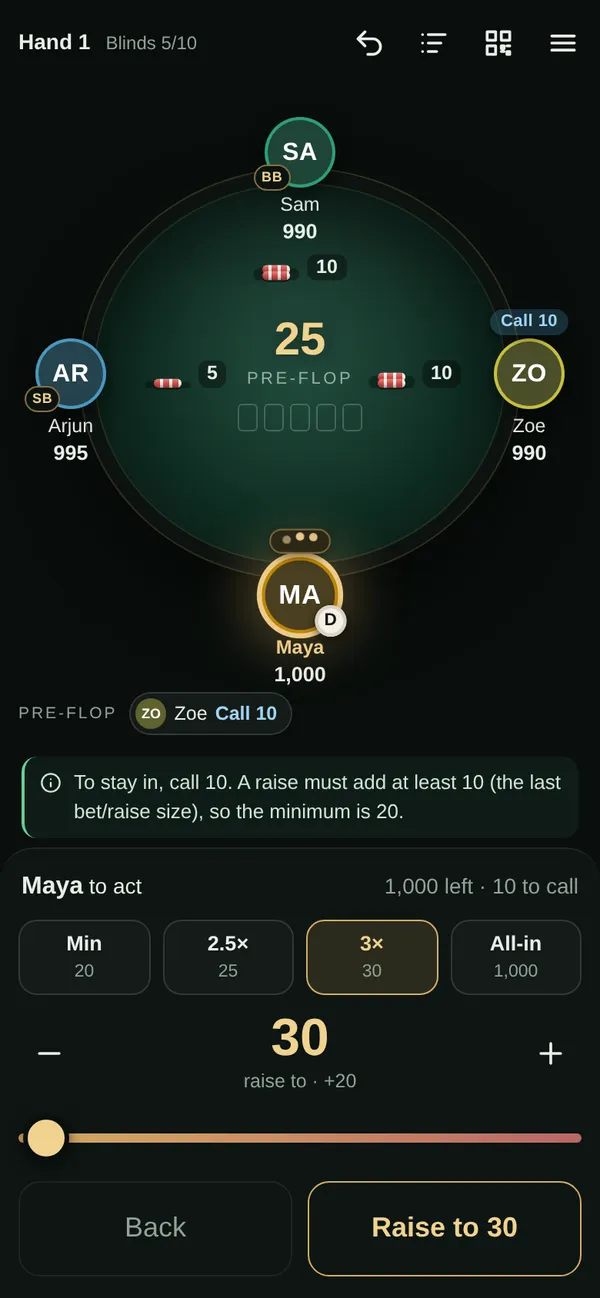 Hand 1 Blinds 5/10
SA
BB
Sam
990
10
Call 10
25
AR
5
PRE-FLOP
10
ZO
SB
Arjun
995
Zoe
990
MA
D
Maya
1,000
PRE-FLOP ZO Zoe Call 10
To stay in, call 10. A raise must add at least 10 (the last
bet/raise size), so the minimum is 20.
Maya to act 1,000 left · 10 to call
Min 2.5× 3× All-in
20 25 30 1,000
− 30 +
raise to · +20
Back Raise to 30